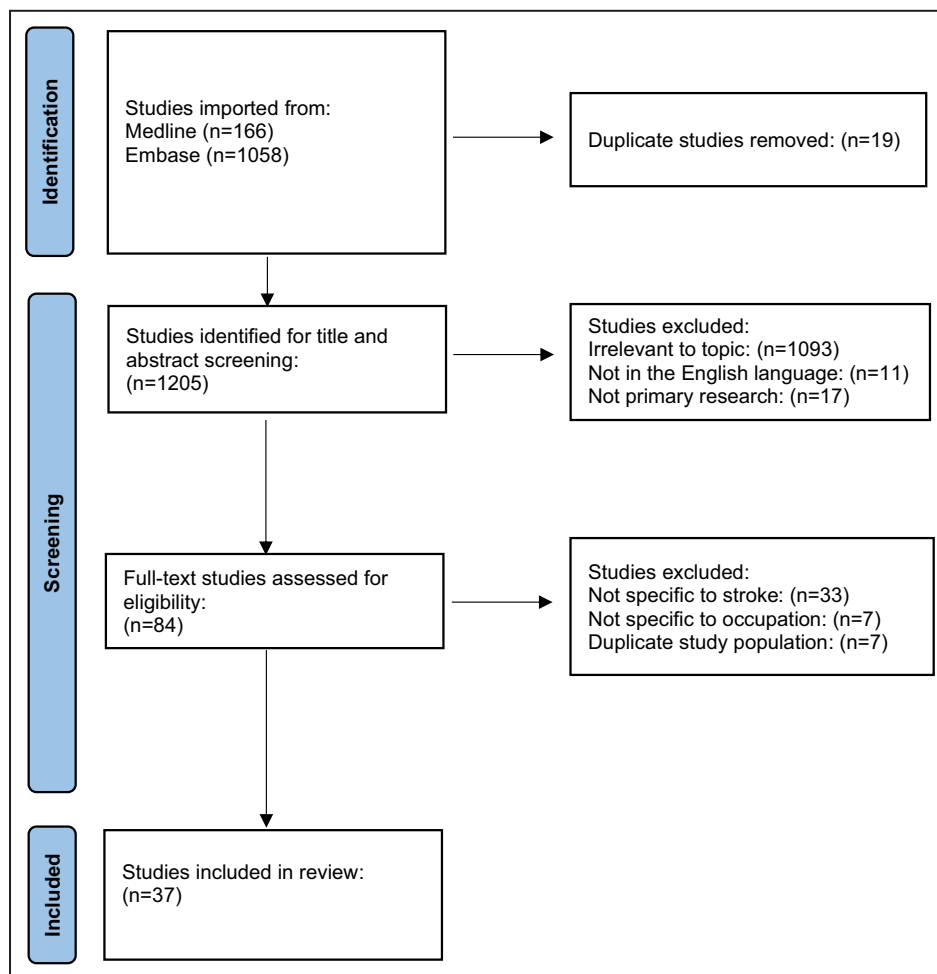 Identification
Studies imported from:
Medline (n=166)
Embase (n=1058)
Duplicate studies removed: (n=19)
Screening
Studies identified for title and
abstract screening:
(n=1205)
Studies excluded:
Irrelevant to topic: (n=1093)
Not in the English language: (n=11)
Not primary research: (n=17)
Full-text studies assessed for
eligibility:
(n=84)
Studies excluded:
Not specific to stroke: (n=33)
Not specific to occupation: (n=7)
Duplicate study population: (n=7)
Included
Studies included in review:
(n=37)